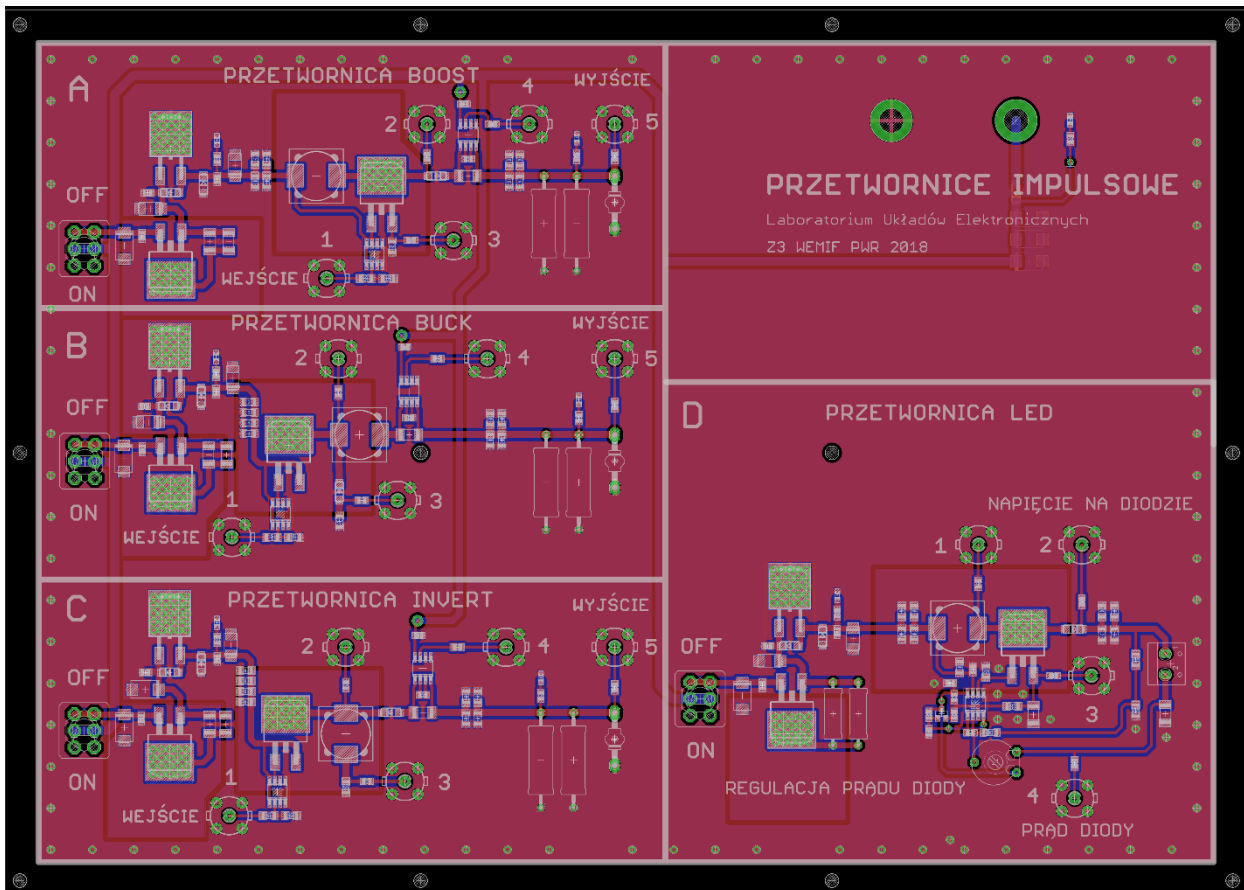 A
PRZETWORNICA BOOST
WYJŚCIE
2
4
5
OFF
ON
1
3
WEJŚCIE
B
PRZETWORNICA BUCK
WYJŚCIE
2
4
5
OFF
ON
1
3
WEJŚCIE
C
PRZETWORNICA INVERT
WYJŚCIE
2
4
5
OFF
ON
1
3
WEJŚCIE
PRZETWORNICE IMPULSOWE
Laboratorium Układów Elektronicznych
Z3 WEMIF PWR 2018
D
PRZETWORNICA LED
NAPIĘCIE NA DIODZIE
1
2
OFF
ON
3
REGULACJA PRĄDU DIODY
4
PRĄD DIODY